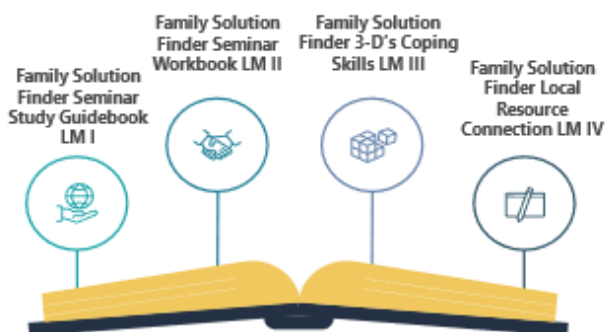 Family Solution
Finder Seminar
Study Guidebook
LM I
Family Solution
Finder Seminar
Workbook LM II
Family Solution
Finder 3-D's Coping
Skills LM III
Family Solution
Finder Local
Resource
Connection LM IV